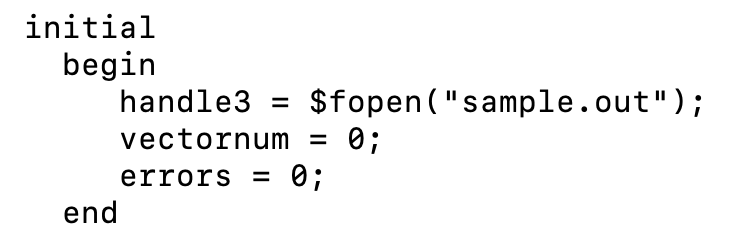 initial
  begin
     handle3 = $fopen("sample.out");
     vectornum = 0;
     errors = 0;
  end